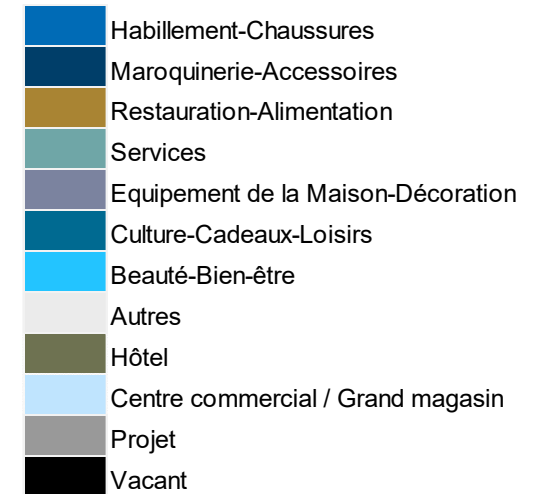 Habillement-Chaussures
Maroquinerie-Accessoires
Restauration-Alimentation
Services
Equipement de la Maison-Décoration
Culture-Cadeaux-Loisirs
Beauté-Bien-être
Autres
Hôtel
Centre commercial / Grand magasin
Projet
Vacant